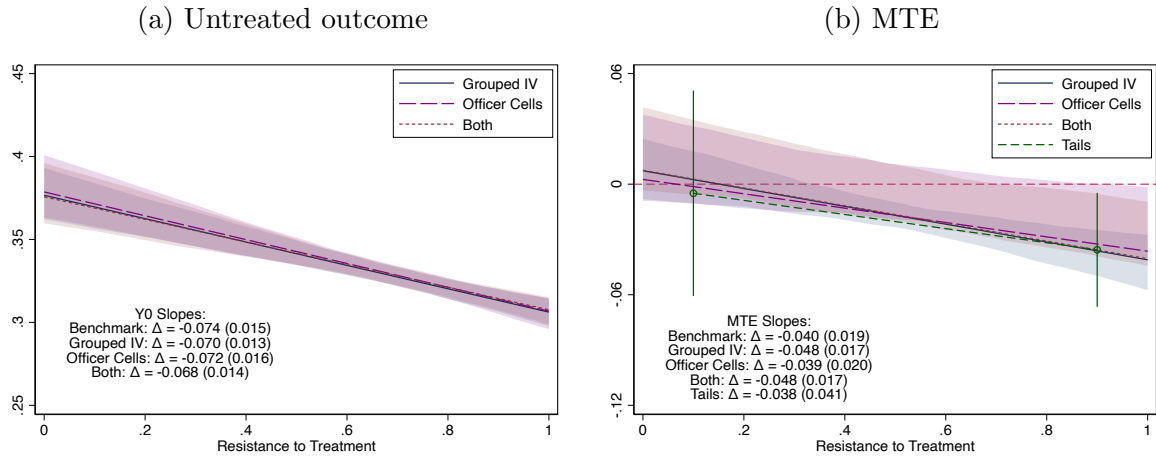 (a) Untreated outcome
.45
.4
.35
.3
.25
Grouped IV
Officer Cells
Both
Y0 Slopes:
Benchmark: Δ = -0.074 (0.015)
Grouped IV: Δ = -0.070 (0.013)
Officer Cells: Δ = -0.072 (0.016)
Both: Δ = -0.068 (0.014)
0 .2 .4 .6 .8 1
Resistance to Treatment
(b) MTE
.06
0
-.06
-.12
Grouped IV
Officer Cells
Both
Tails
MTE Slopes:
Benchmark: Δ = -0.040 (0.019)
Grouped IV: Δ = -0.048 (0.017)
Officer Cells: Δ = -0.039 (0.020)
Both: Δ = -0.048 (0.017)
Tails: Δ = -0.038 (0.041)
0 .2 .4 .6 .8 1
Resistance to Treatment